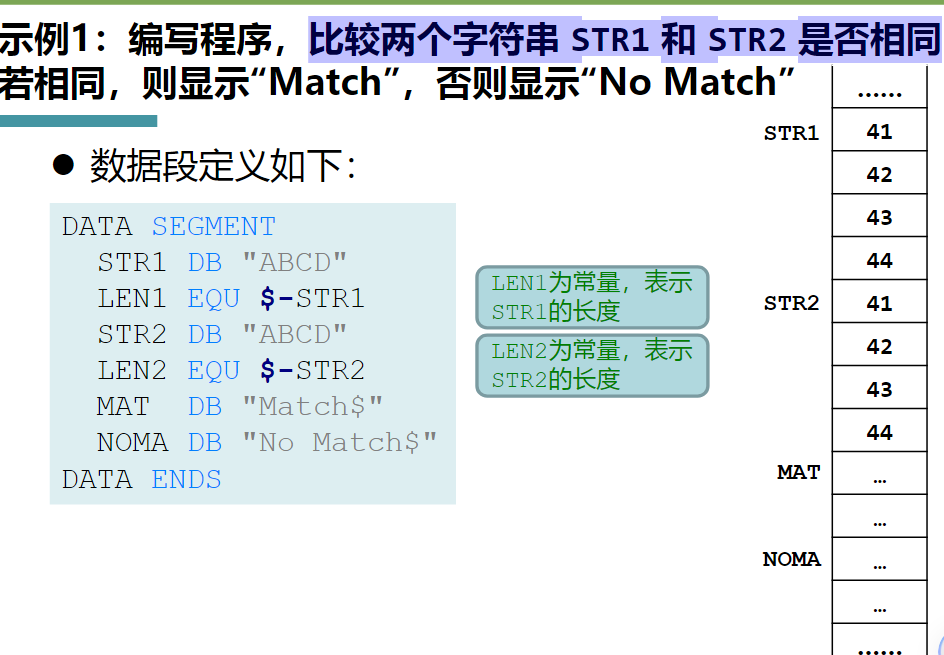 示例1：编写程序，比较两个字符串 STR1 和 STR2 是否相同
若相同，则显示“Match”，否则显示“No Match”
● 数据段定义如下：
DATA SEGMENT
STR1 DB "ABCD"
LEN1 EQU $-STR1
STR2 DB "ABCD"
LEN2 EQU $-STR2
MAT DB "Match$"
NOMA DB "No Match$"
DATA ENDS
LEN1为常量，表示
STR1的长度
LEN2为常量，表示
STR2的长度
......
STR1 41
42
43
44
STR2 41
42
43
44
MAT …
…
NOMA …
…
......